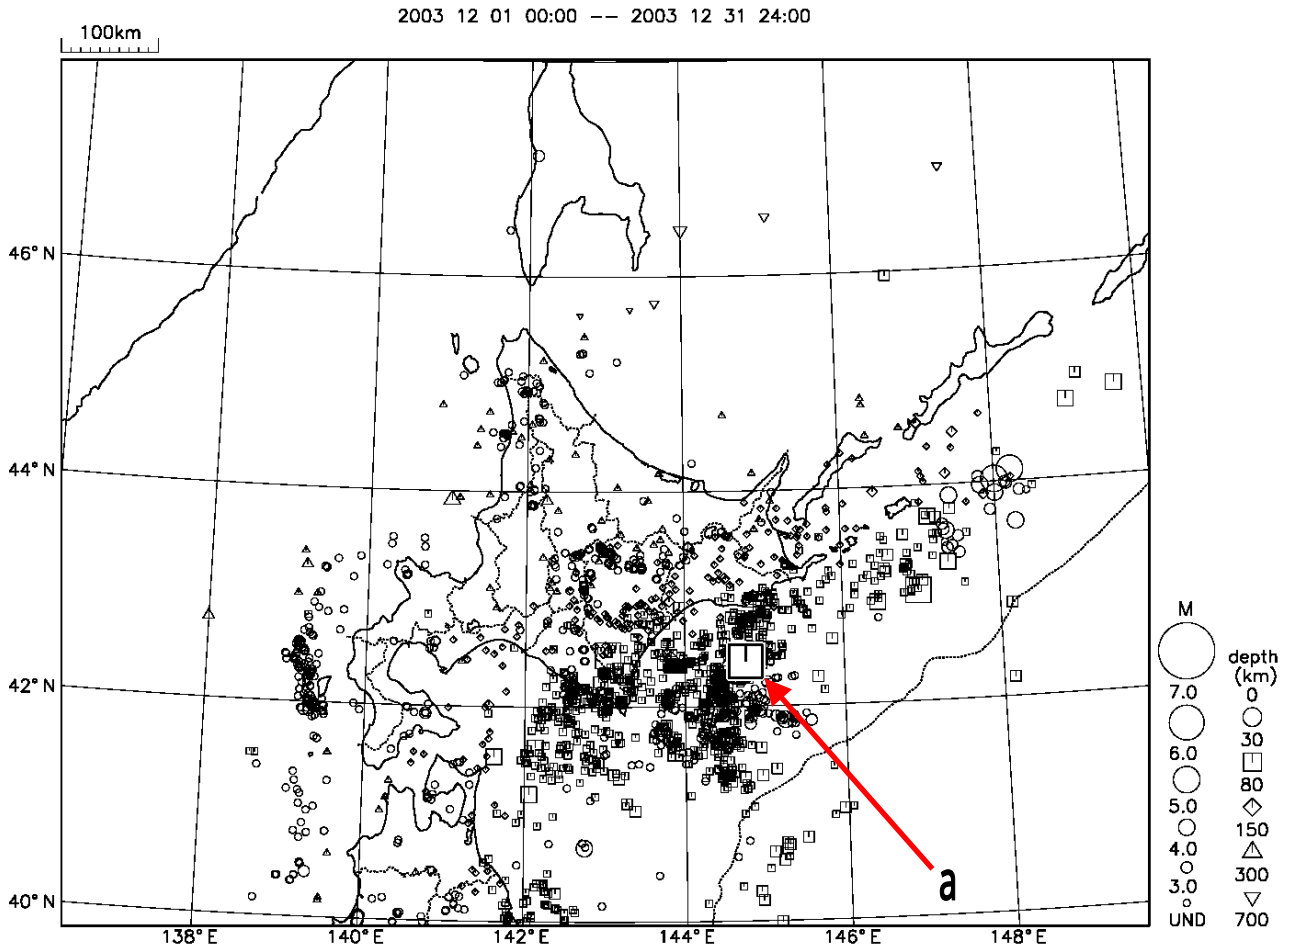 2003 12 01 00:00 -- 2003 12 31 24:00
100km
46° N
44° N
42° N
40° N
138° E
140° E
142° E
144° E
146° E
148° E
a
M
7.0
6.0
5.0
4.0
3.0
UND
depth
(km)
0
30
80
150
300
700